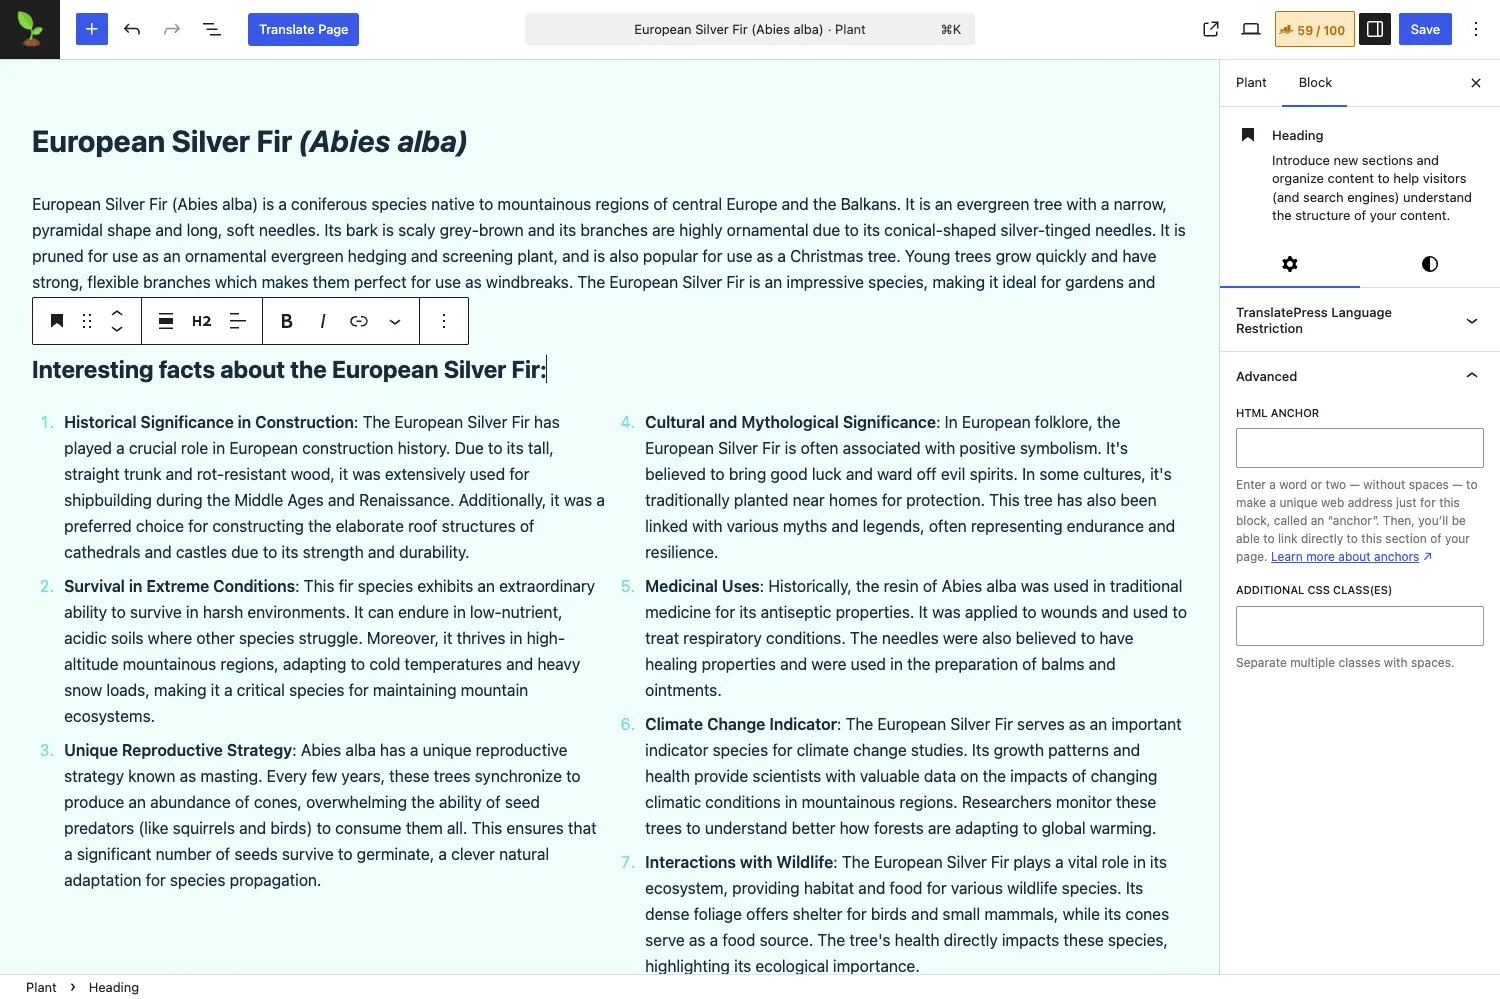 Translate Page
European Silver Fir (Abies alba) · Plant
⌘K
59 / 100
Save
European Silver Fir (Abies alba)
European Silver Fir (Abies alba) is a coniferous species native to mountainous regions of central Europe and the Balkans. It is an evergreen tree with a narrow,
pyramidal shape and long, soft needles. Its bark is scaly grey-brown and its branches are highly ornamental due to its conical-shaped silver-tinged needles. It is
pruned for use as an ornamental evergreen hedging and screening plant, and is also popular for use as a Christmas tree. Young trees grow quickly and have
strong, flexible branches which makes them perfect for use as windbreaks. The European Silver Fir is an impressive species, making it ideal for gardens and
H2
B
I
Interesting facts about the European Silver Fir:
1. Historical Significance in Construction: The European Silver Fir has
played a crucial role in European construction history. Due to its tall,
straight trunk and rot-resistant wood, it was extensively used for
shipbuilding during the Middle Ages and Renaissance. Additionally, it was a
preferred choice for constructing the elaborate roof structures of
cathedrals and castles due to its strength and durability.
2. Survival in Extreme Conditions: This fir species exhibits an extraordinary
ability to survive in harsh environments. It can endure in low-nutrient,
acidic soils where other species struggle. Moreover, it thrives in high-
altitude mountainous regions, adapting to cold temperatures and heavy
snow loads, making it a critical species for maintaining mountain
ecosystems.
3. Unique Reproductive Strategy: Abies alba has a unique reproductive
strategy known as masting. Every few years, these trees synchronize to
produce an abundance of cones, overwhelming the ability of seed
predators (like squirrels and birds) to consume them all. This ensures that
a significant number of seeds survive to germinate, a clever natural
adaptation for species propagation.
4. Cultural and Mythological Significance: In European folklore, the
European Silver Fir is often associated with positive symbolism. It's
believed to bring good luck and ward off evil spirits. In some cultures, it's
traditionally planted near homes for protection. This tree has also been
linked with various myths and legends, often representing endurance and
resilience.
5. Medicinal Uses: Historically, the resin of Abies alba was used in traditional
medicine for its antiseptic properties. It was applied to wounds and used to
treat respiratory conditions. The needles were also believed to have
healing properties and were used in the preparation of balms and
ointments.
6. Climate Change Indicator: The European Silver Fir serves as an important
indicator species for climate change studies. Its growth patterns and
health provide scientists with valuable data on the impacts of changing
climatic conditions in mountainous regions. Researchers monitor these
trees to understand better how forests are adapting to global warming.
7. Interactions with Wildlife: The European Silver Fir plays a vital role in its
ecosystem, providing habitat and food for various wildlife species. Its
dense foliage offers shelter for birds and small mammals, while its cones
serve as a food source. The tree's health directly impacts these species,
highlighting its ecological importance.
Plant
Block
Heading
Introduce new sections and
organize content to help visitors
(and search engines) understand
the structure of your content.
TranslatePress Language
Restriction
Advanced
HTML ANCHOR
Enter a word or two — without spaces — to
make a unique web address just for this
block, called an “anchor”. Then, you’ll be
able to link directly to this section of your
page. Learn more about anchors ↗
ADDITIONAL CSS CLASS(ES)
Separate multiple classes with spaces.
Plant › Heading